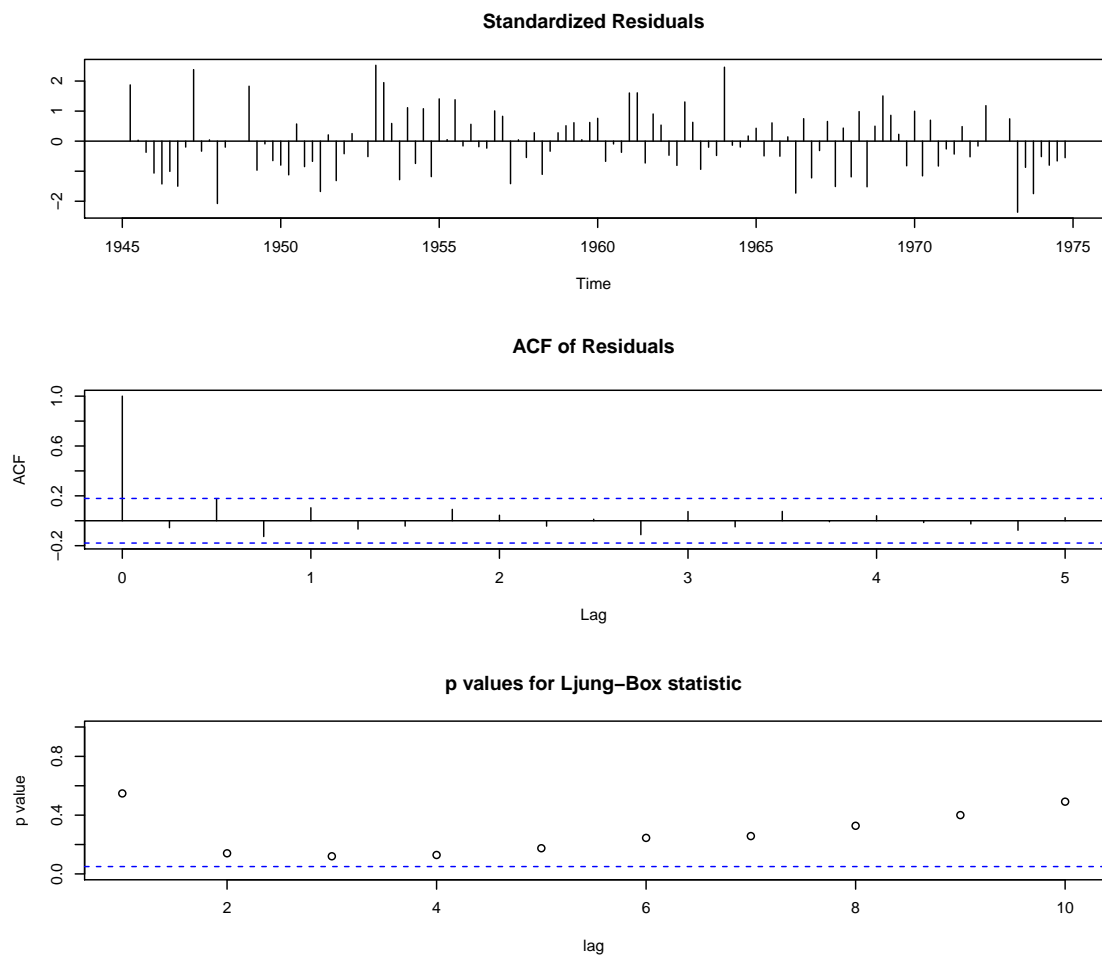 Standardized Residuals
2
1
0
−2
1945 1950 1955 1960 1965 1970 1975
Time
ACF of Residuals
1.0
0.6
0.2
−0.2
ACF
0 1 2 3 4 5
Lag
p values for Ljung−Box statistic
0.8
0.4
0.0
p value
2 4 6 8 10
lag